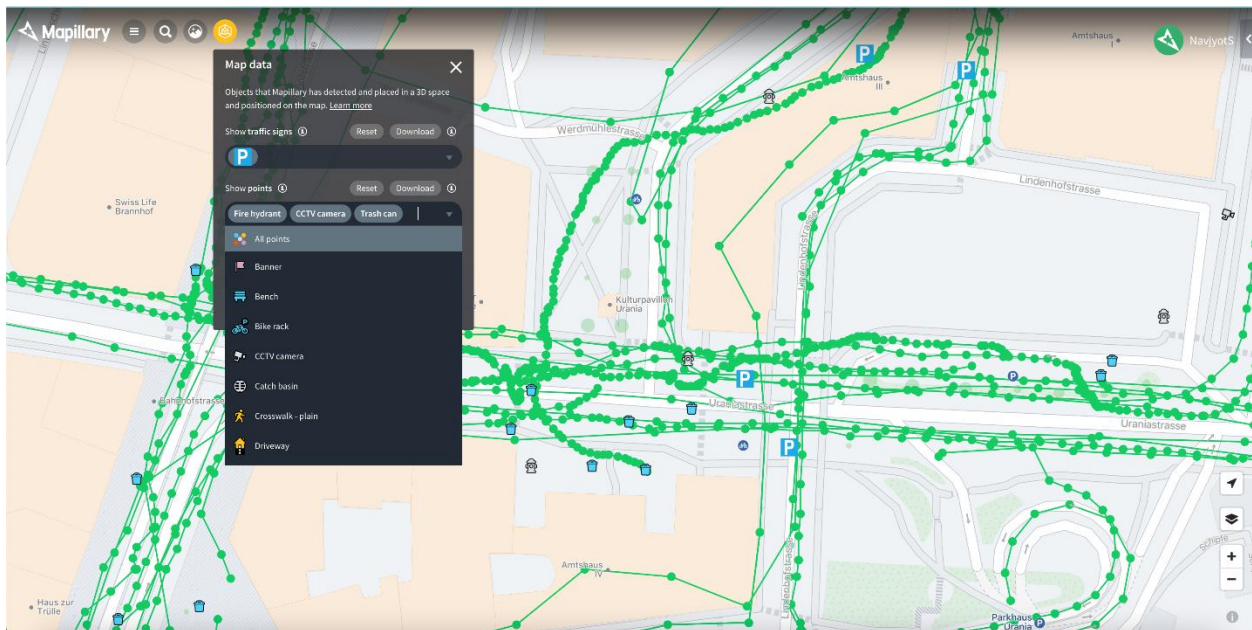 Mapillary
NavjyotS
Map data
Objects that Mapillary has detected and placed in a 3D space
and positioned on the map. Learn more
Show traffic signs
Reset
Download
P
Show points
Reset
Download
Fire hydrant
CCTV camera
Trash can
All points
Banner
Bench
Bike rack
CCTV camera
Catch basin
Crosswalk - plain
Driveway
Amtshaus
I
P
P
Amtshaus
III
Werdmühlestrasse
Lindenhofstrasse
Swiss Life
Brannhof
Lindenhofstrasse
Kulturpavillon
Urania
P
P
Bahnhofstrasse
Uraniastrasse
Uraniastrasse
P
Amtshaus
IV
Lindenhofstrasse
Schipfe
Haus zur
Trülle
Parkhaus
Urania
P
+
−